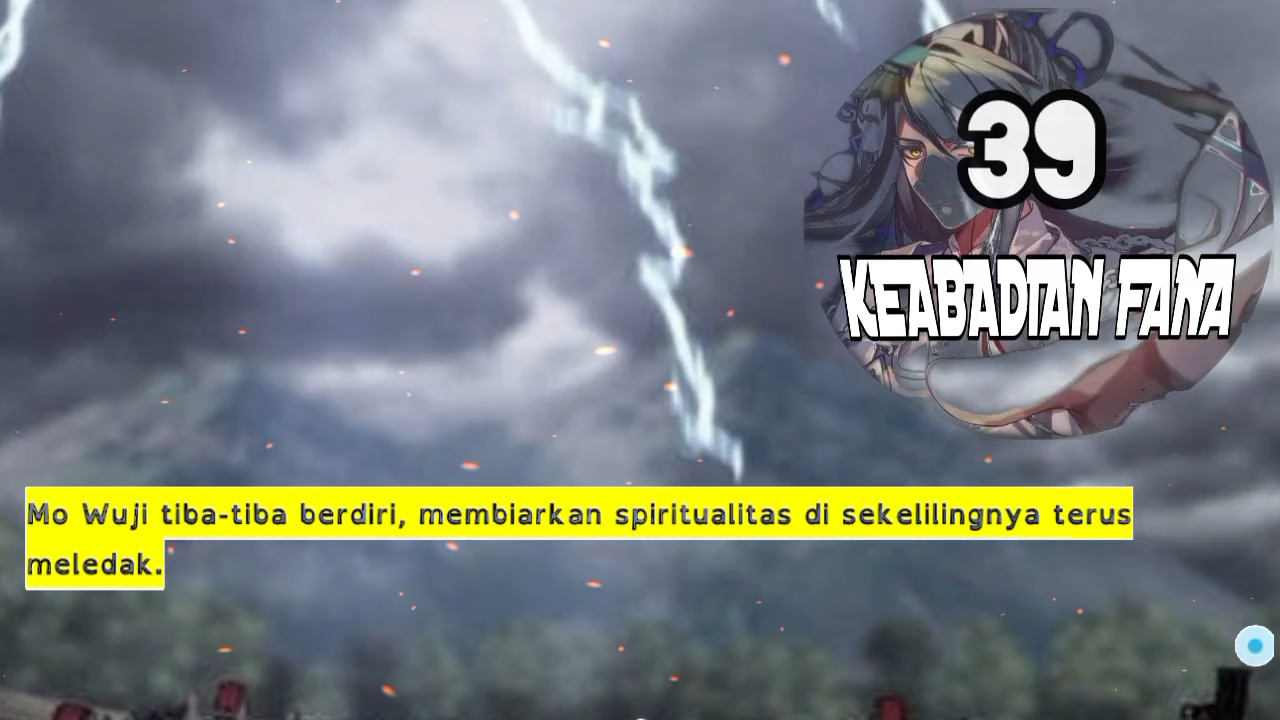 39
KEABADIAN FANA
Mo Wuji tiba-tiba berdiri, membiarkan spiritualitas di sekelilingnya terus
meledak.